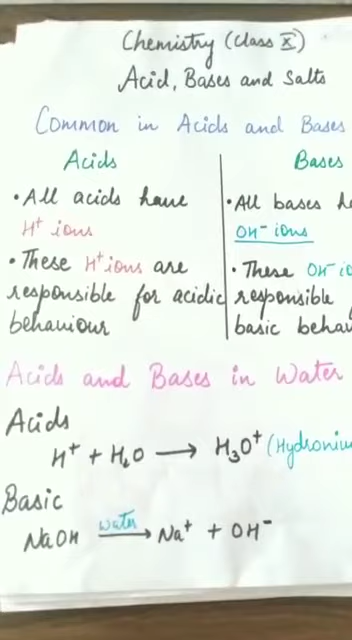 Chemistry (Class X)
Acid, Bases and Salts
Common in Acids and Bases
Acids
• All acids have
H⁺ ions
• These H⁺ ions are
responsible for acidic
behaviour
Bases
• All bases
OH⁻ ions
• These OH⁻
responsible
basic
Acids and Bases in Water
Acids
H⁺ + H₂O → H₃O⁺ (Hydronium
Basic
NaOH water→ Na⁺ + OH⁻